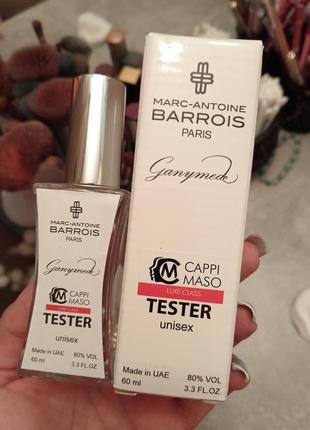 MARC-ANTOINE
BARROIS
PARIS
Ganymede
CM CAPPI
MASO
LUXE CLASS
TESTER
unisex
Made in UAE 80% VOL
60 ml 3.3 FL.OZ
MARC-ANTOINE
BARROIS
PARIS
Ganymede
CM CAPPI
MASO
LUXE CLASS
TESTER
unisex
Made in UAE 80% VOL
60 ml 3.3 FL.OZ